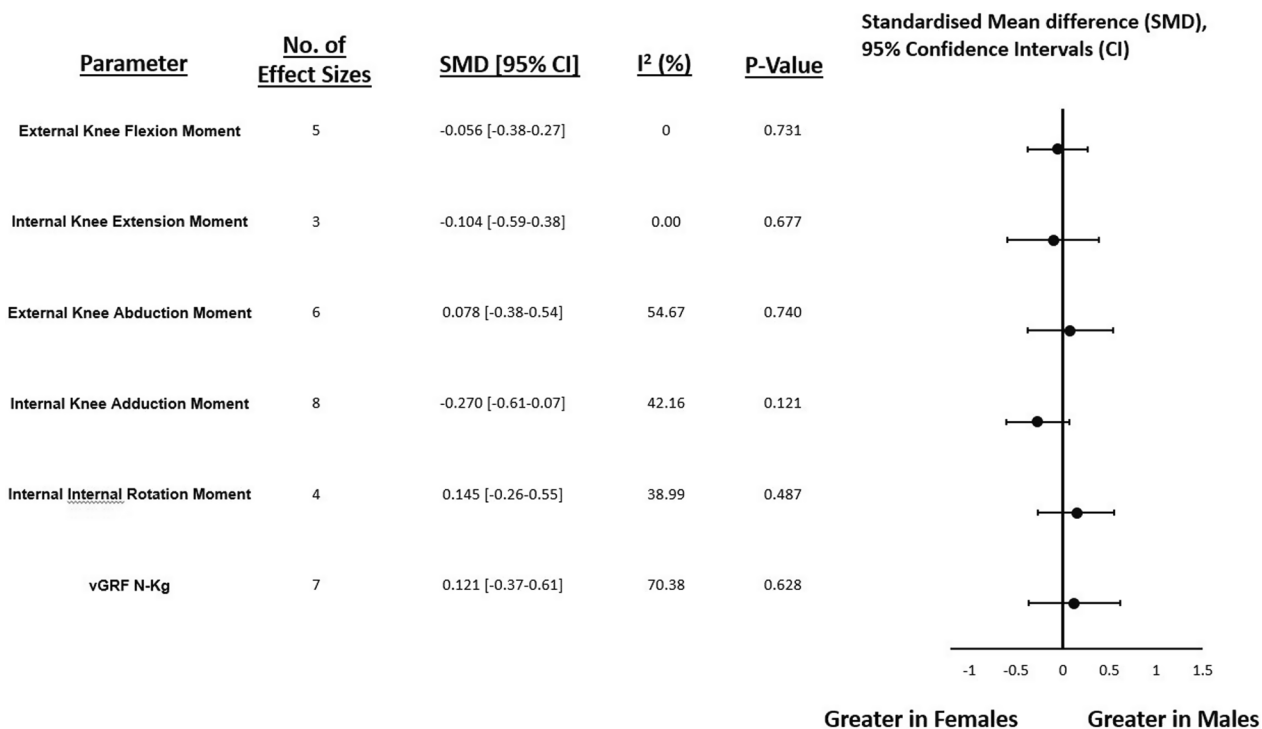 Standardised Mean difference (SMD),
95% Confidence Intervals (CI)
Parameter No. of Effect Sizes SMD [95% CI] I² (%) P-Value
External Knee Flexion Moment 5 -0.056 [-0.38-0.27] 0 0.731
Internal Knee Extension Moment 3 -0.104 [-0.59-0.38] 0.00 0.677
External Knee Abduction Moment 6 0.078 [-0.38-0.54] 54.67 0.740
Internal Knee Adduction Moment 8 -0.270 [-0.61-0.07] 42.16 0.121
Internal Internal Rotation Moment 4 0.145 [-0.26-0.55] 38.99 0.487
vGRF N-Kg 7 0.121 [-0.37-0.61] 70.38 0.628
-1 -0.5 0 0.5 1 1.5
Greater in Females Greater in Males